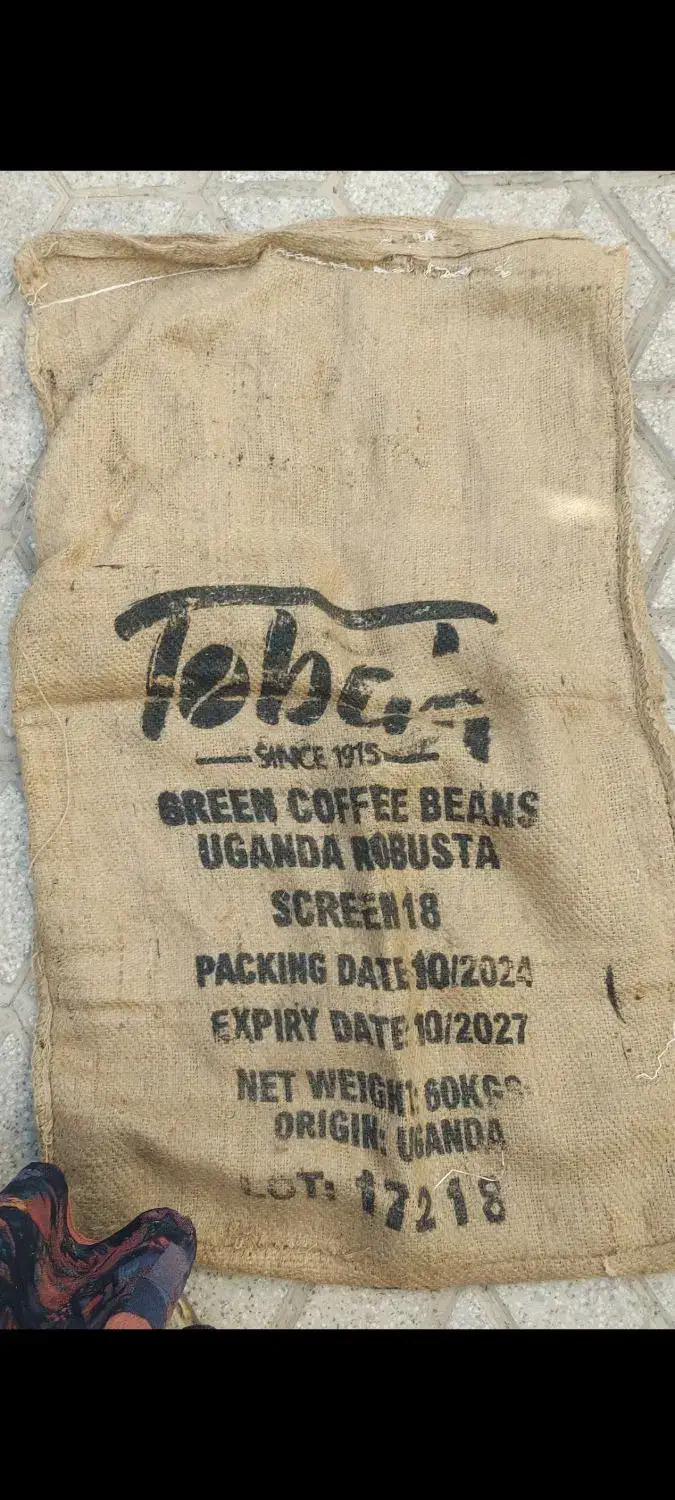 SINCE 1915
GREEN COFFEE BEANS
UGANDA ROBUSTA
SCREEN18
PACKING DATE 10/2024
EXPIRY DATE 10/2027
NET WEIGHT: 60KGS
ORIGIN: UGANDA
LOT: 17218